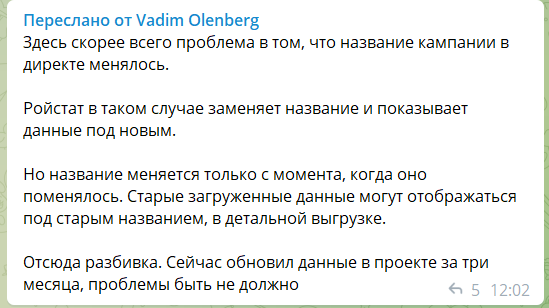 Переслано от Vadim Olenberg
Здесь скорее всего проблема в том, что название кампании в
директе менялось.
Ройстат в таком случае заменяет название и показывает
данные под новым.
Но название меняется только с момента, когда оно
поменялось. Старые загруженные данные могут отображаться
под старым названием, в детальной выгрузке.
Отсюда разбивка. Сейчас обновил данные в проекте за три
месяца, проблемы быть не должно
5 12:02